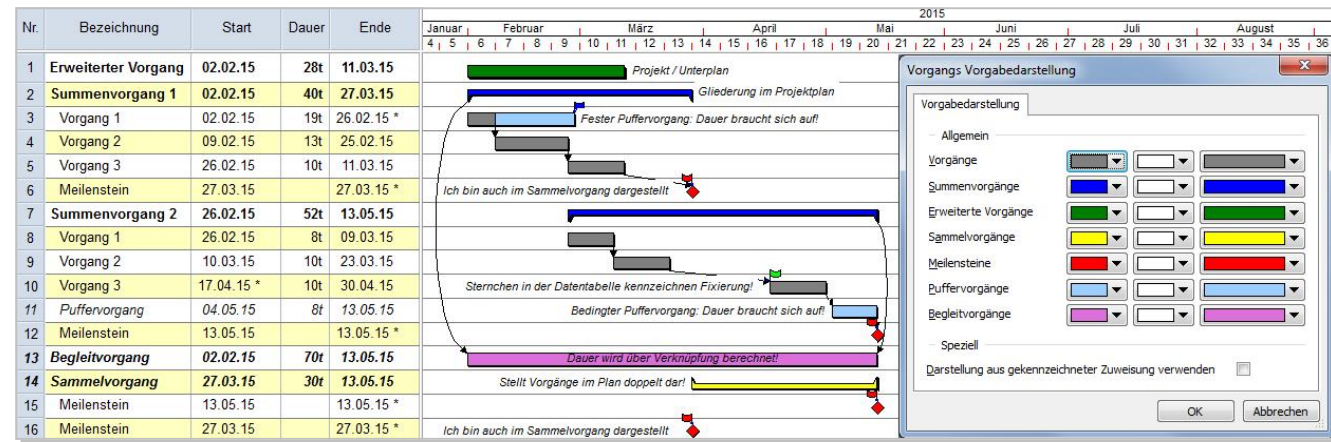 2015
Nr. Bezeichnung Start Dauer Ende
Januar Februar März April Mai Juni Juli August
4 5 6 7 8 9 10 11 12 13 14 15 16 17 18 19 20 21 22 23 24 25 26 27 28 29 30 31 32 33 34 35 36
1 Erweiterter Vorgang 02.02.15 28t 11.03.15 Projekt / Unterplan
2 Summenvorgang 1 02.02.15 40t 27.03.15 Gliederung im Projektplan
3 Vorgang 1 02.02.15 19t 26.02.15 * Fester Puffervorgang: Dauer braucht sich auf!
4 Vorgang 2 09.02.15 13t 25.02.15
5 Vorgang 3 26.02.15 10t 11.03.15
6 Meilenstein 27.03.15 27.03.15 * Ich bin auch im Sammelvorgang dargestellt
7 Summenvorgang 2 26.02.15 52t 13.05.15
8 Vorgang 1 26.02.15 8t 09.03.15
9 Vorgang 2 10.03.15 10t 23.03.15
10 Vorgang 3 17.04.15 * 10t 30.04.15 Sternchen in der Datentabelle kennzeichnen Fixierung!
11 Puffervorgang 04.05.15 8t 13.05.15 Bedingter Puffervorgang: Dauer braucht sich auf!
12 Meilenstein 13.05.15 13.05.15 *
13 Begleitvorgang 02.02.15 70t 13.05.15 Dauer wird über Verknüpfung berechnet!
14 Sammelvorgang 27.03.15 30t 13.05.15 Stellt Vorgänge im Plan doppelt dar!
15 Meilenstein 13.05.15 13.05.15 *
16 Meilenstein 27.03.15 27.03.15 * Ich bin auch im Sammelvorgang dargestellt
Vorgangs Vorgabedarstellung
Vorgabedarstellung
Allgemein
Vorgänge
Summenvorgänge
Erweiterte Vorgänge
Sammelvorgänge
Meilensteine
Puffervorgänge
Begleitvorgänge
Speziell
Darstellung aus gekennzeichneter Zuweisung verwenden
OK Abbrechen